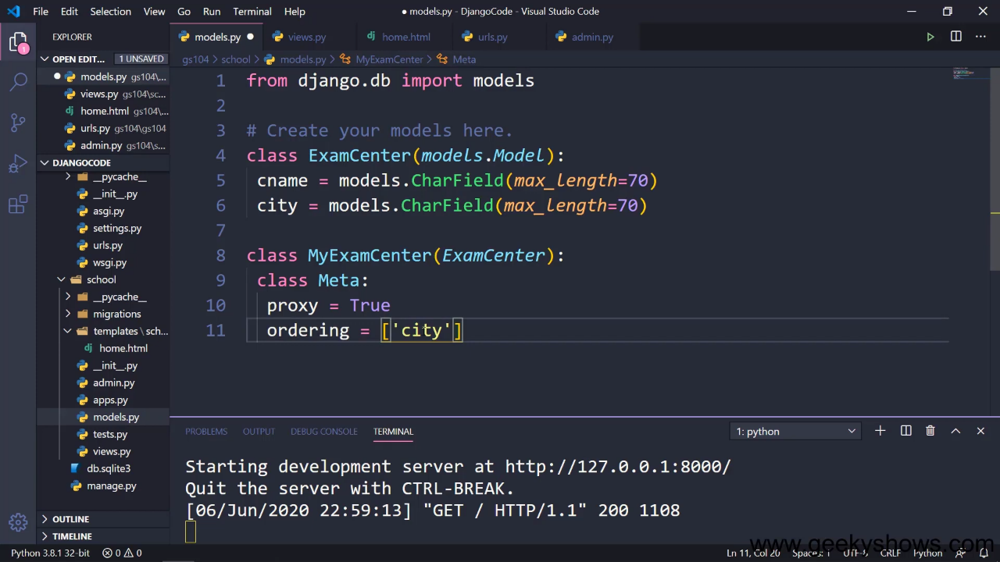 File Edit Selection View Go Run Terminal Help ● models.py - DjangoCode - Visual Studio Code
EXPLORER
models.py views.py home.html urls.py admin.py
OPEN EDIT... 1 UNSAVED
gs104 > school > models.py > MyExamCenter > Meta
models.py gs104\...
views.py gs104\sc...
home.html gs104\...
urls.py gs104\gs104
admin.py gs104\s...
DJANGOCODE
__pycache__
__init__.py
asgi.py
settings.py
urls.py
wsgi.py
school
__pycache__
migrations
templates \ sch...
home.html
__init__.py
admin.py
apps.py
models.py
tests.py
views.py
db.sqlite3
manage.py
OUTLINE
TIMELINE
1 from django.db import models
2
3 # Create your models here.
4 class ExamCenter(models.Model):
5 cname = models.CharField(max_length=70)
6 city = models.CharField(max_length=70)
7
8 class MyExamCenter(ExamCenter):
9 class Meta:
10 proxy = True
11 ordering = ['city']
PROBLEMS OUTPUT DEBUG CONSOLE TERMINAL 1: python
Starting development server at http://127.0.0.1:8000/
Quit the server with CTRL-BREAK.
[06/Jun/2020 22:59:13] "GET / HTTP/1.1" 200 1108
www.geekyshows.com
Python 3.8.1 32-bit 0 0 Ln 11, Col 20 Spaces: 1 UTF-8 CRLF Python